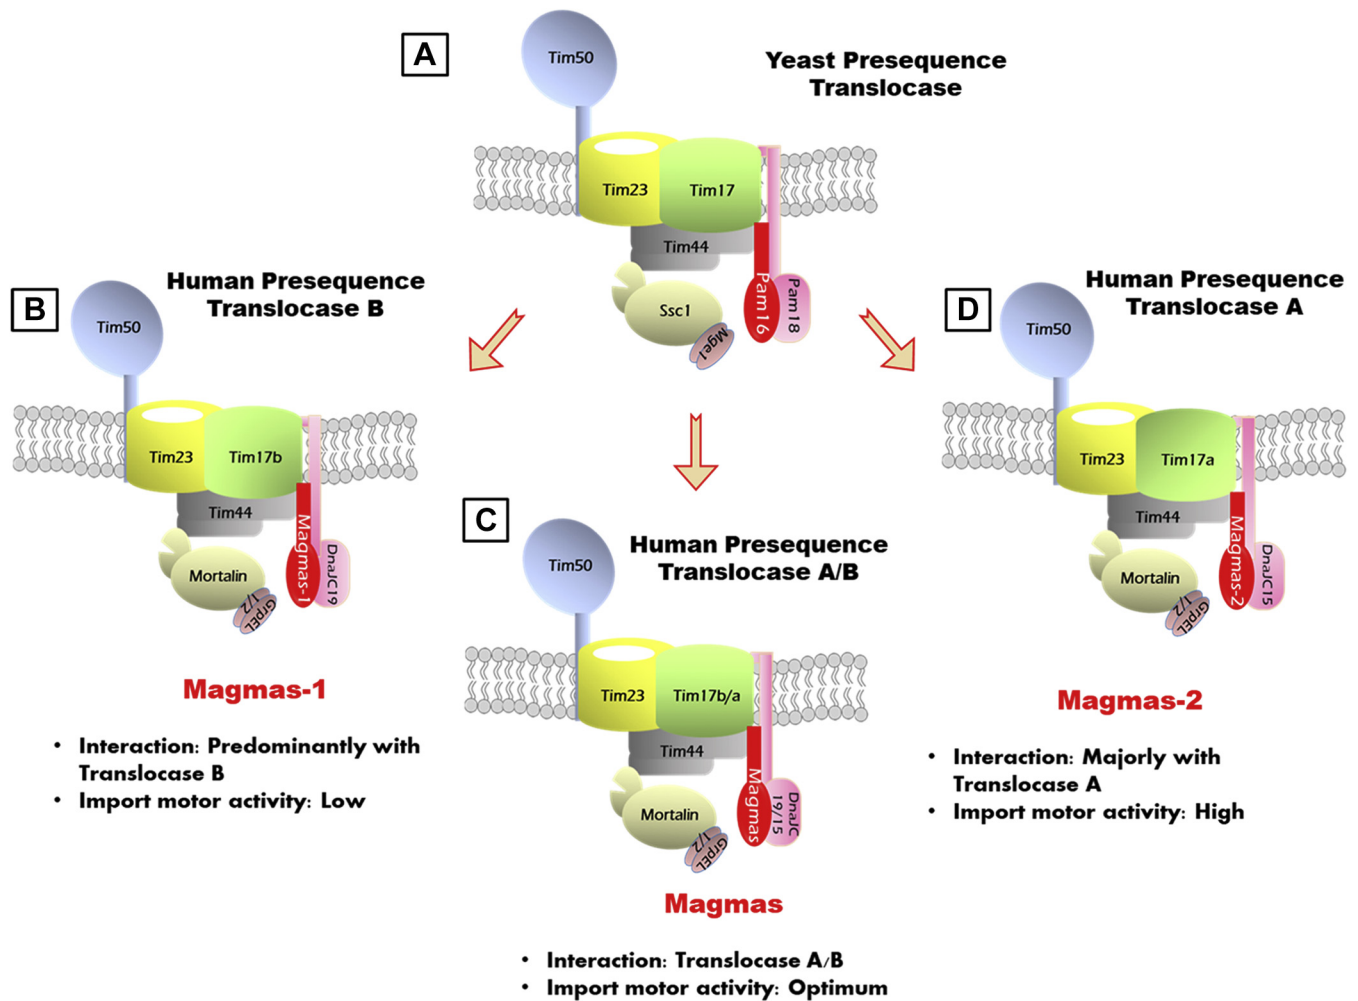 A
Yeast Presequence
Translocase
Tim50
Tim23
Tim17
Tim44
Ssc1
Mge1
Pam16
Pam18
B
Human Presequence
Translocase B
Tim50
Tim23
Tim17b
Tim44
Mortalin
GrpEL
1/2
Magmas-1
DnaJC19
Magmas-1
• Interaction: Predominantly with
Translocase B
• Import motor activity: Low
C
Human Presequence
Translocase A/B
Tim50
Tim23
Tim17b/a
Tim44
Mortalin
GrpEL
1/2
Magmas
DnaJC
19/15
Magmas
• Interaction: Translocase A/B
• Import motor activity: Optimum
D
Human Presequence
Translocase A
Tim50
Tim23
Tim17a
Tim44
Mortalin
GrpEL
1/2
Magmas-2
DnaJC15
Magmas-2
• Interaction: Majorly with
Translocase A
• Import motor activity: High